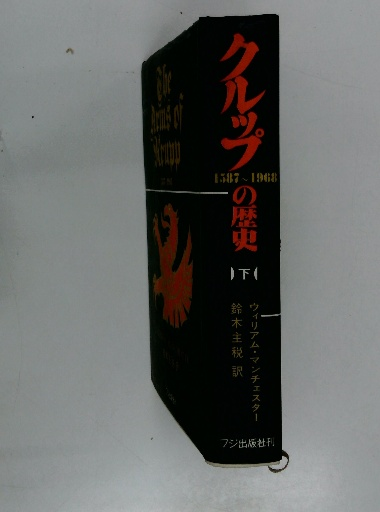 The
Arms of
Krupp
クルップ
1587~1968
の歴史
下
ウィリアム・マンチェスター
鈴木主税 訳
フジ出版社刊